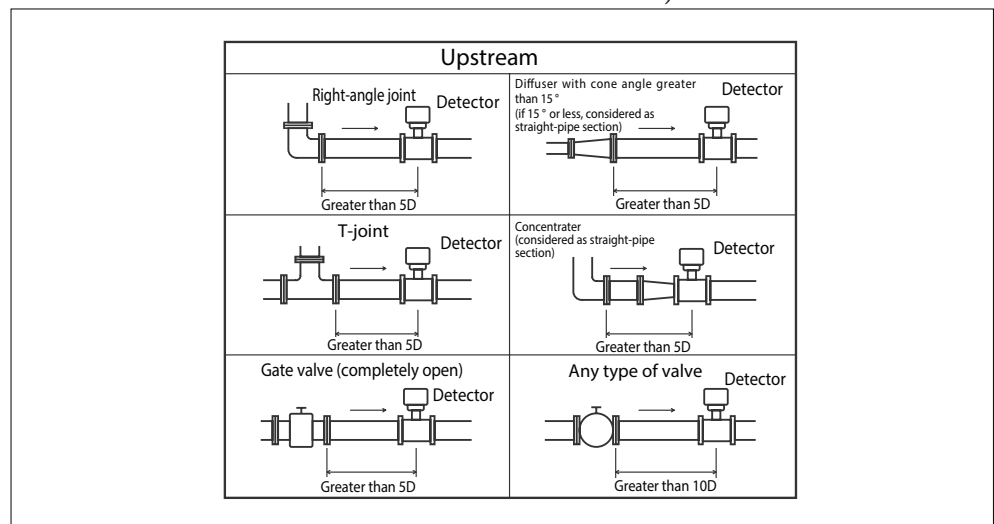 Upstream
Right-angle joint
Detector
Greater than 5D
Diffuser with cone angle greater
than 15 °
(if 15 ° or less, considered as
straight-pipe section)
Detector
Greater than 5D
T-joint
Detector
Greater than 5D
Concentrater
(considered as straight-pipe
section)
Detector
Greater than 5D
Gate valve (completely open)
Detector
Greater than 5D
Any type of valve
Detector
Greater than 10D